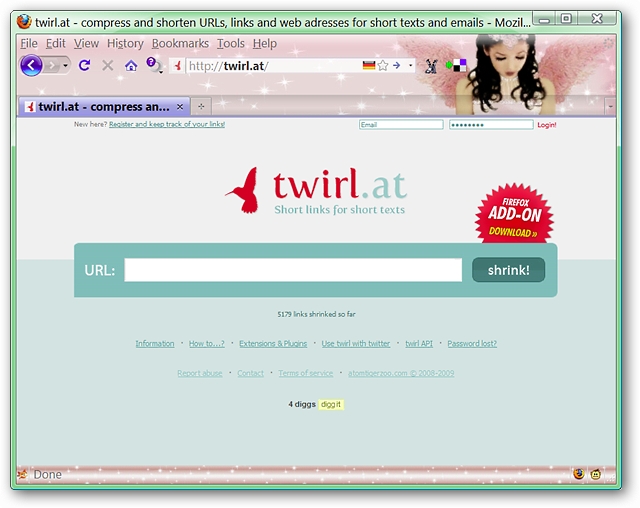 twirl.at - compress and shorten URLs, links and web adresses for short texts and emails - Mozil...
File Edit View History Bookmarks Tools Help
http://twirl.at/
twirl.at - compress an...
New here? Register and keep track of your links!
Email
Login!
twirl.at
Short links for short texts
FIREFOX
ADD-ON
DOWNLOAD »
URL:
shrink!
5179 links shrinked so far
Information • How to...? • Extensions & Plugins • Use twirl with twitter • twirl API • Password lost?
Report abuse • Contact • Terms of service • atomtigerzoo.com © 2008-2009
4 diggs digg it
Done